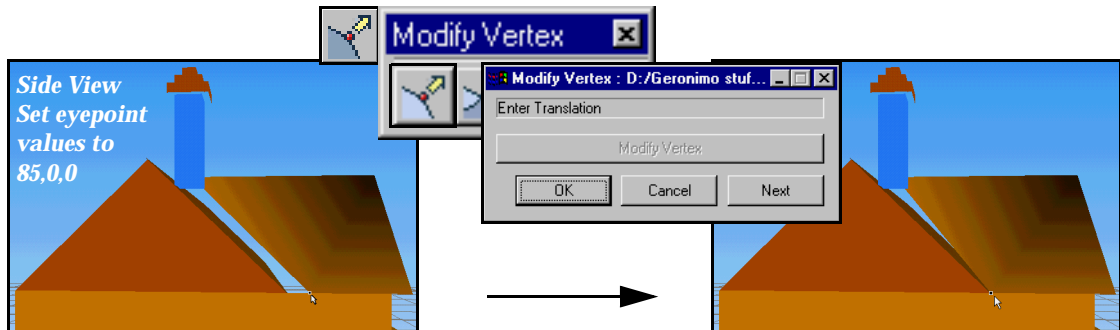 Modify Vertex
Side View
Set eyepoint
values to
85,0,0
Modify Vertex : D:/Geronimo stuf...
Enter Translation
Modify Vertex
OK Cancel Next